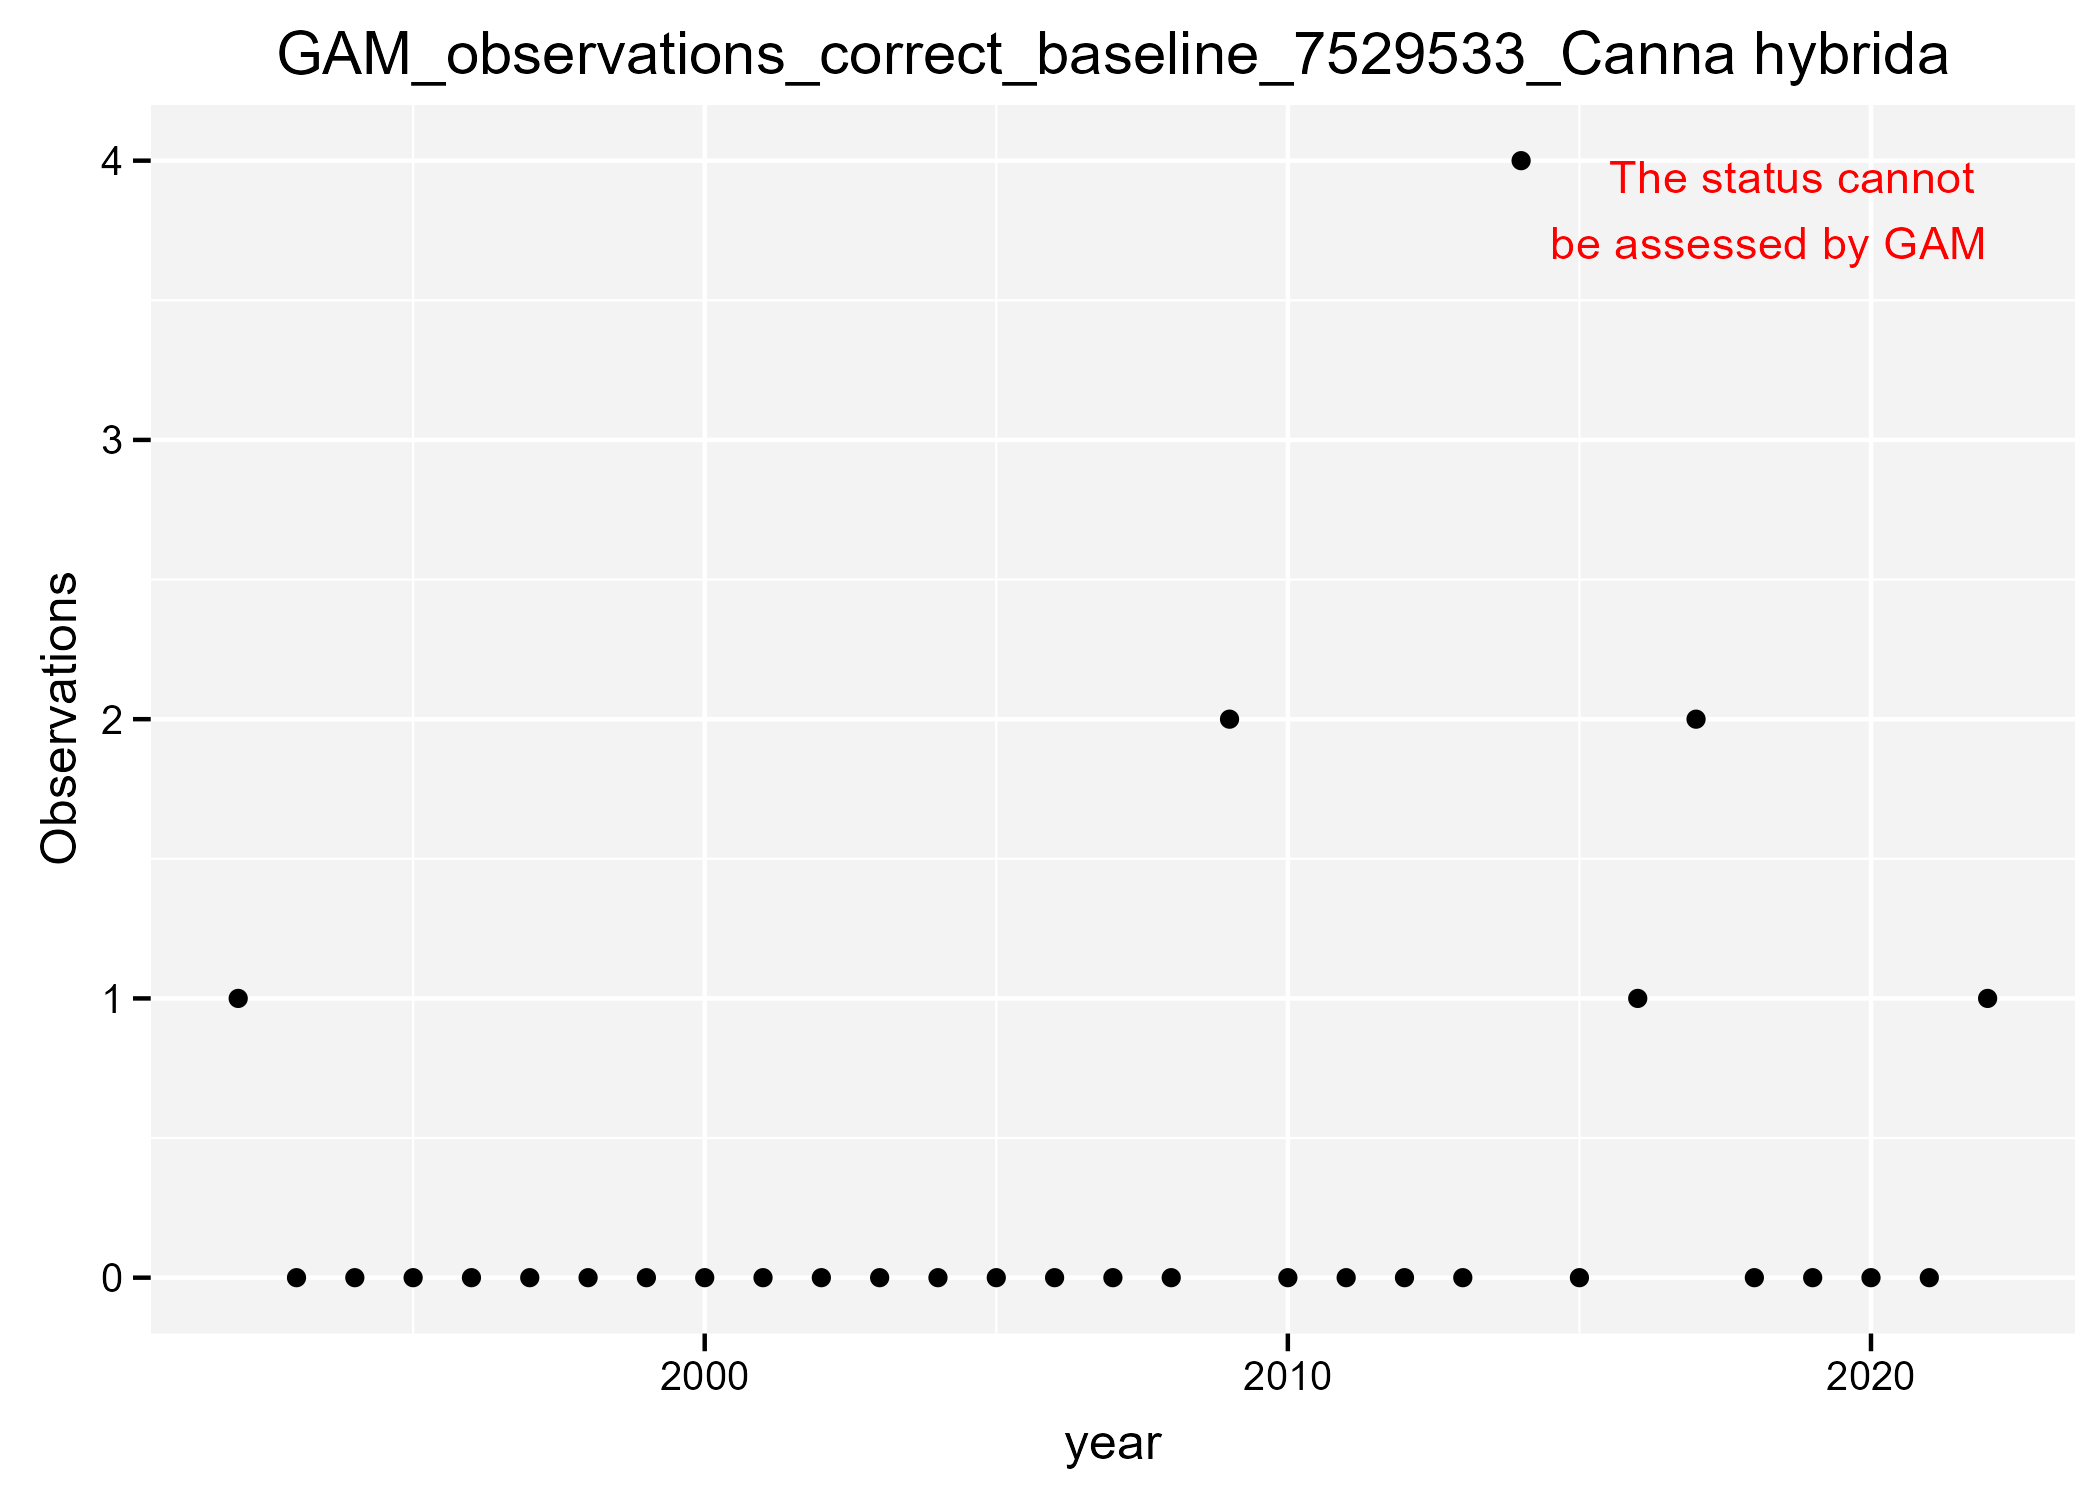 GAM_observations_correct_baseline_7529533_Canna hybrida
The status cannot
be assessed by GAM
Observations
4
3
2
1
0
2000
2010
2020
year